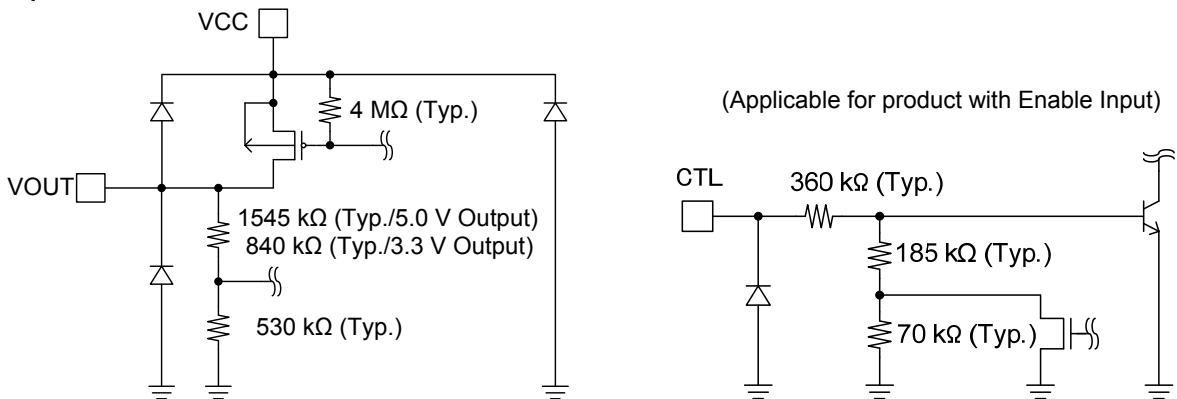 VCC
4 MΩ (Typ.)
VOUT
1545 kΩ (Typ./5.0 V Output)
840 kΩ (Typ./3.3 V Output)
530 kΩ (Typ.)
(Applicable for product with Enable Input)
CTL
360 kΩ (Typ.)
185 kΩ (Typ.)
70 kΩ (Typ.)